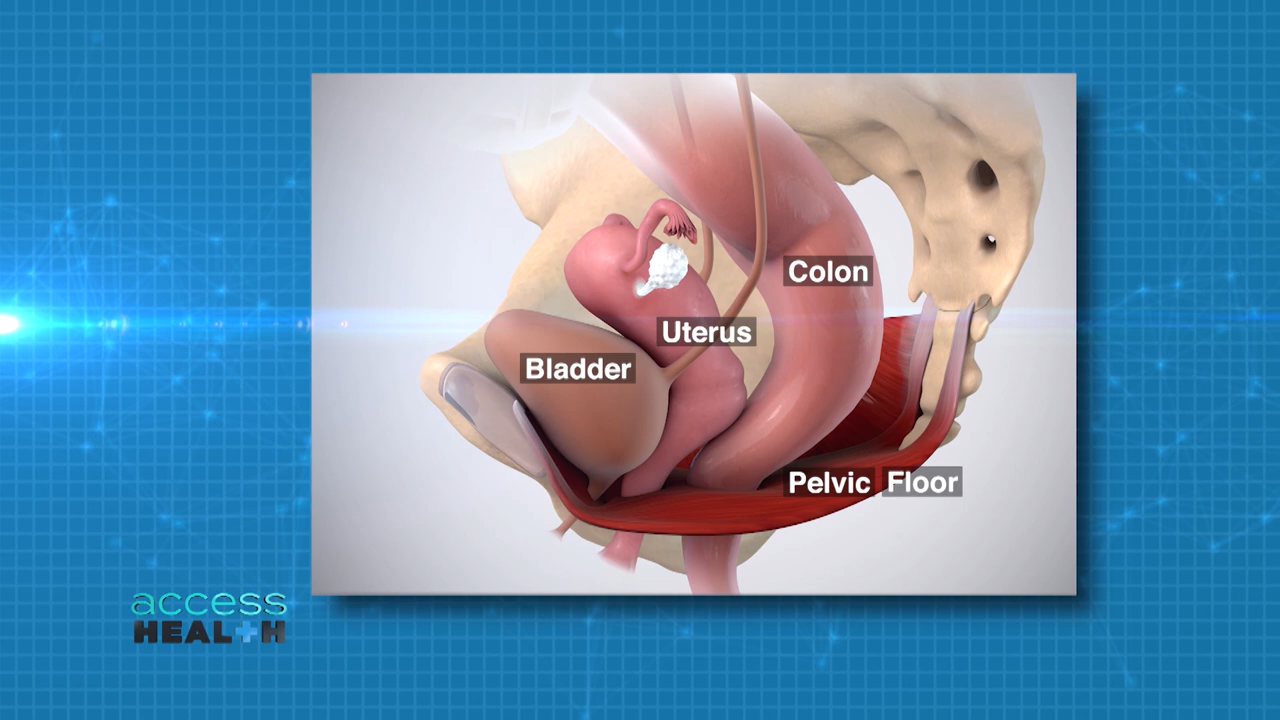 Colon
Uterus
Bladder
Pelvic Floor
access
HEALTH